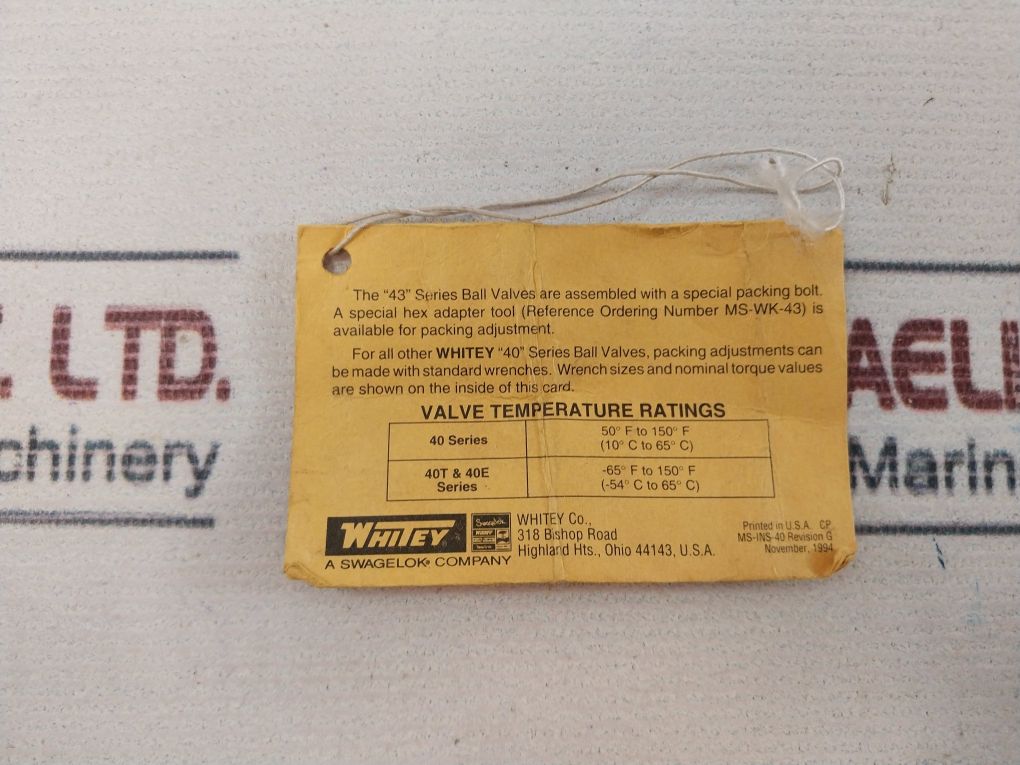 The "43" Series Ball Valves are assembled with a special packing bolt.
A special hex adapter tool (Reference Ordering Number MS-WK-43) is
available for packing adjustment.
For all other WHITEY "40" Series Ball Valves, packing adjustments can
be made with standard wrenches. Wrench sizes and nominal torque values
are shown on the inside of this card.
VALVE TEMPERATURE RATINGS
40 Series
50° F to 150° F
(10° C to 65° C)
40T & 40E
Series
-65° F to 150° F
(-54° C to 65° C)
WHITEY
A SWAGELOK® COMPANY
Swagelok
WHITEY Co.,
318 Bishop Road
Highland Hts., Ohio 44143, U.S.A.
Printed in U.S.A. CP
MS-INS-40 Revision G
November, 1994
LTD.
chinery
AELI
Marin